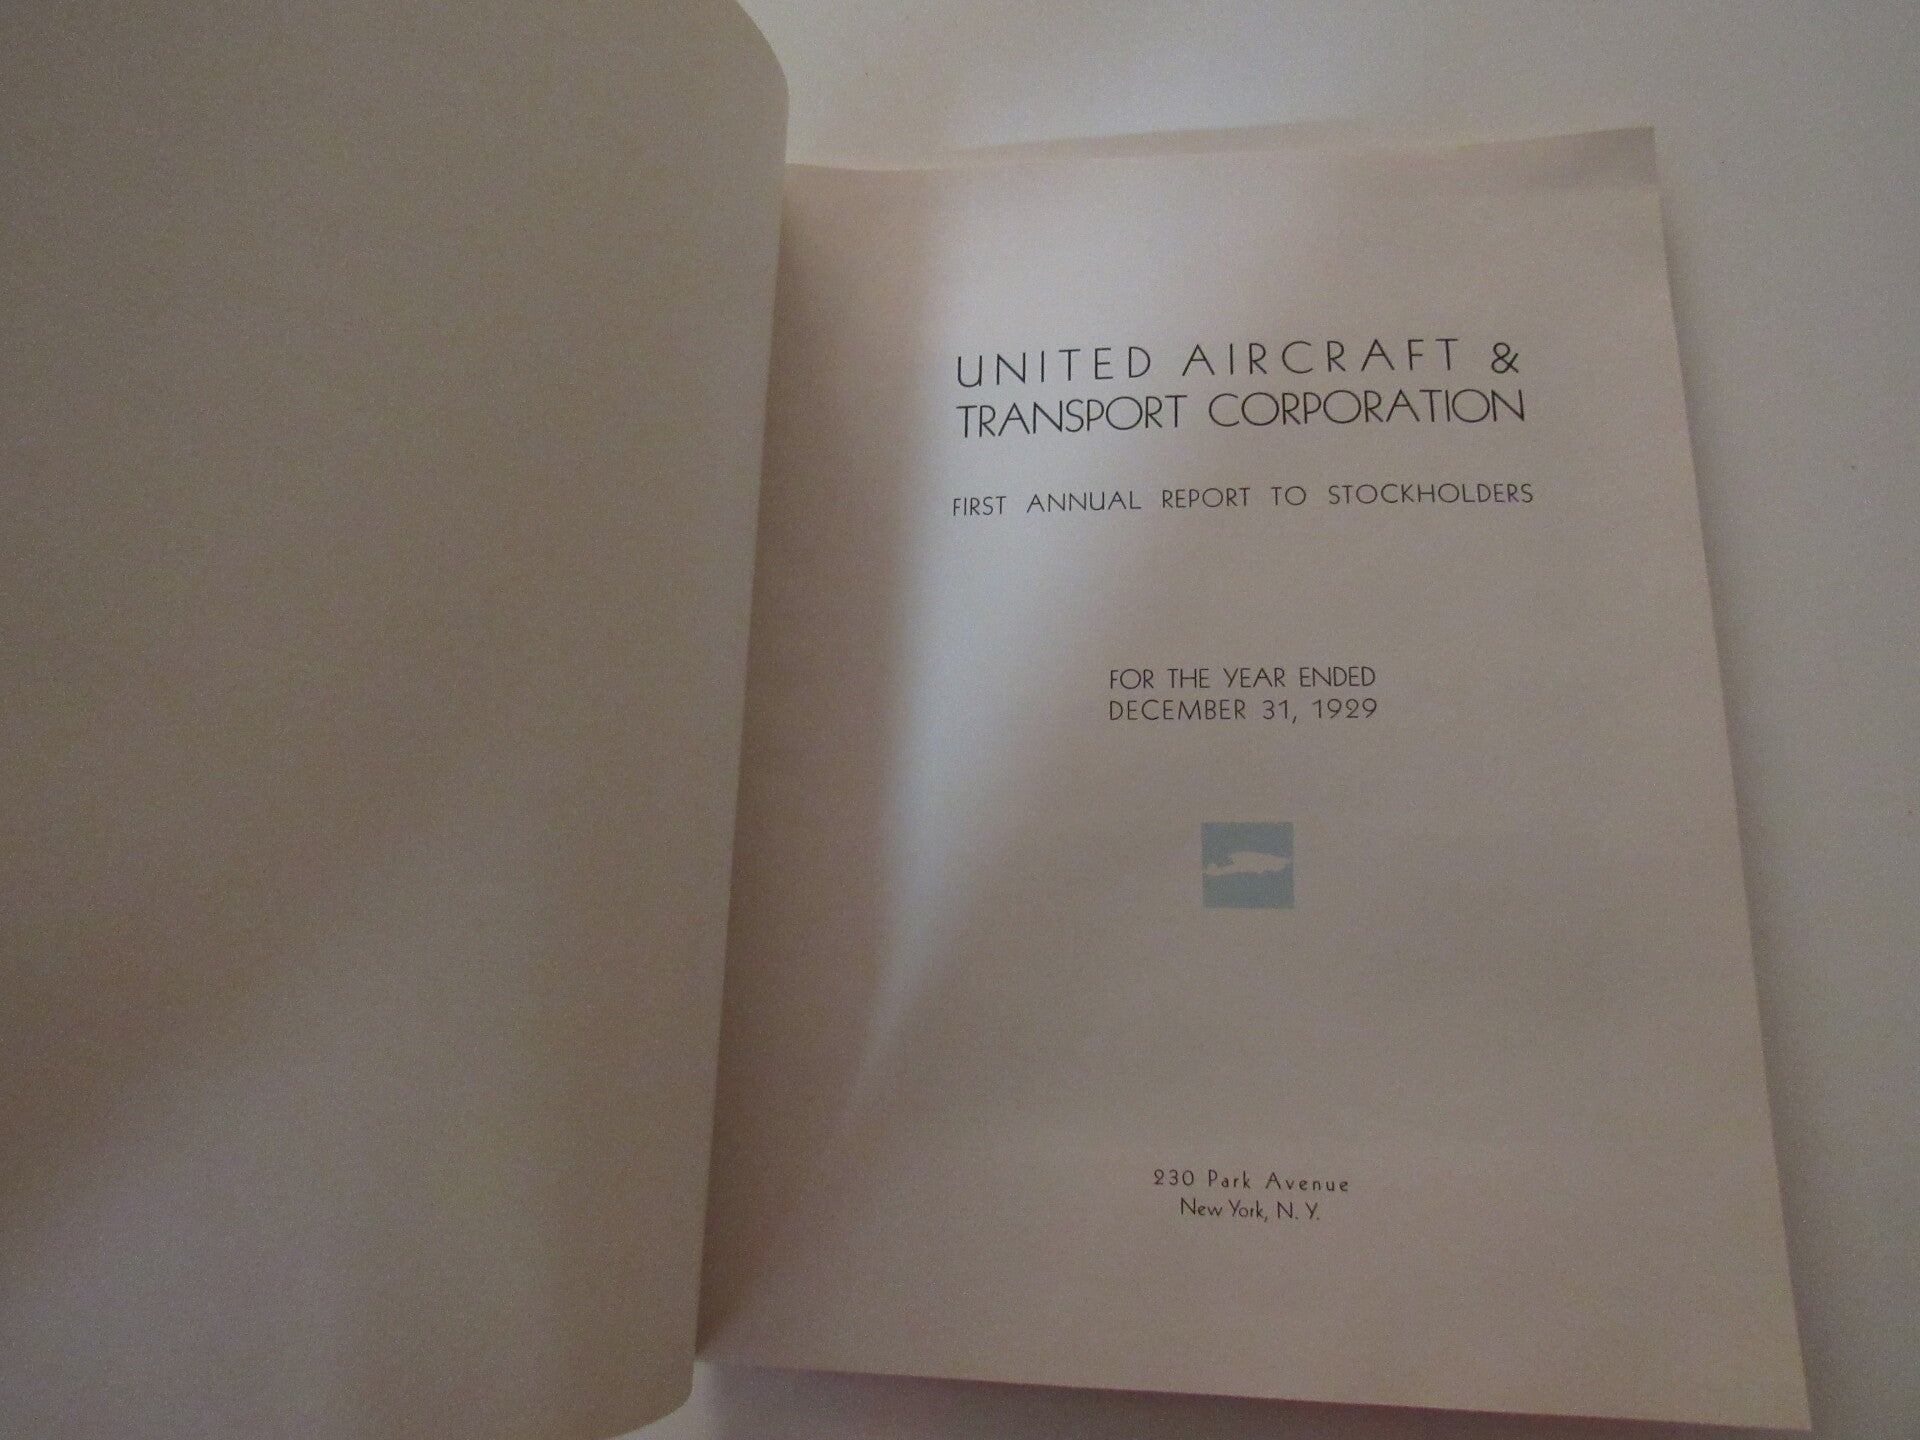 UNITED AIRCRAFT &
TRANSPORT CORPORATION
FIRST ANNUAL REPORT TO STOCKHOLDERS
FOR THE YEAR ENDED
DECEMBER 31, 1929
230 Park Avenue
New York, N. Y.